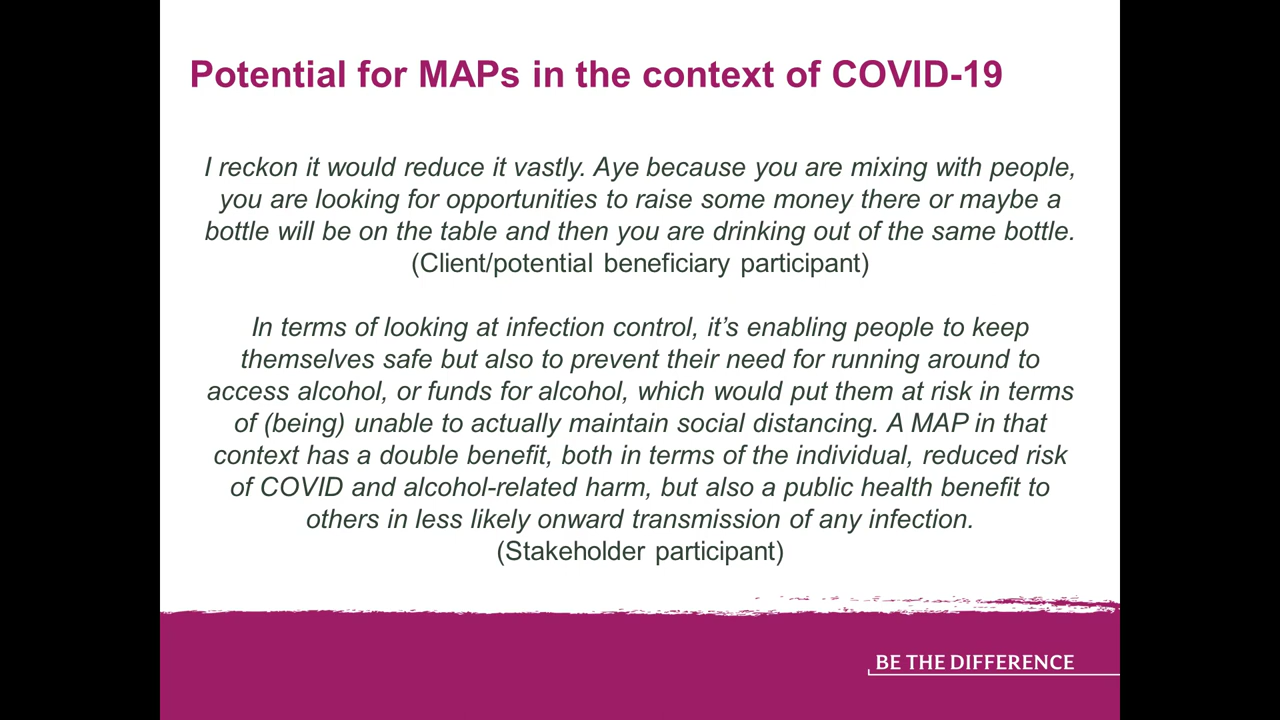 Potential for MAPs in the context of COVID-19
I reckon it would reduce it vastly. Aye because you are mixing with people,
you are looking for opportunities to raise some money there or maybe a
bottle will be on the table and then you are drinking out of the same bottle.
(Client/potential beneficiary participant)
In terms of looking at infection control, it’s enabling people to keep
themselves safe but also to prevent their need for running around to
access alcohol, or funds for alcohol, which would put them at risk in terms
of (being) unable to actually maintain social distancing. A MAP in that
context has a double benefit, both in terms of the individual, reduced risk
of COVID and alcohol-related harm, but also a public health benefit to
others in less likely onward transmission of any infection.
(Stakeholder participant)
BE THE DIFFERENCE